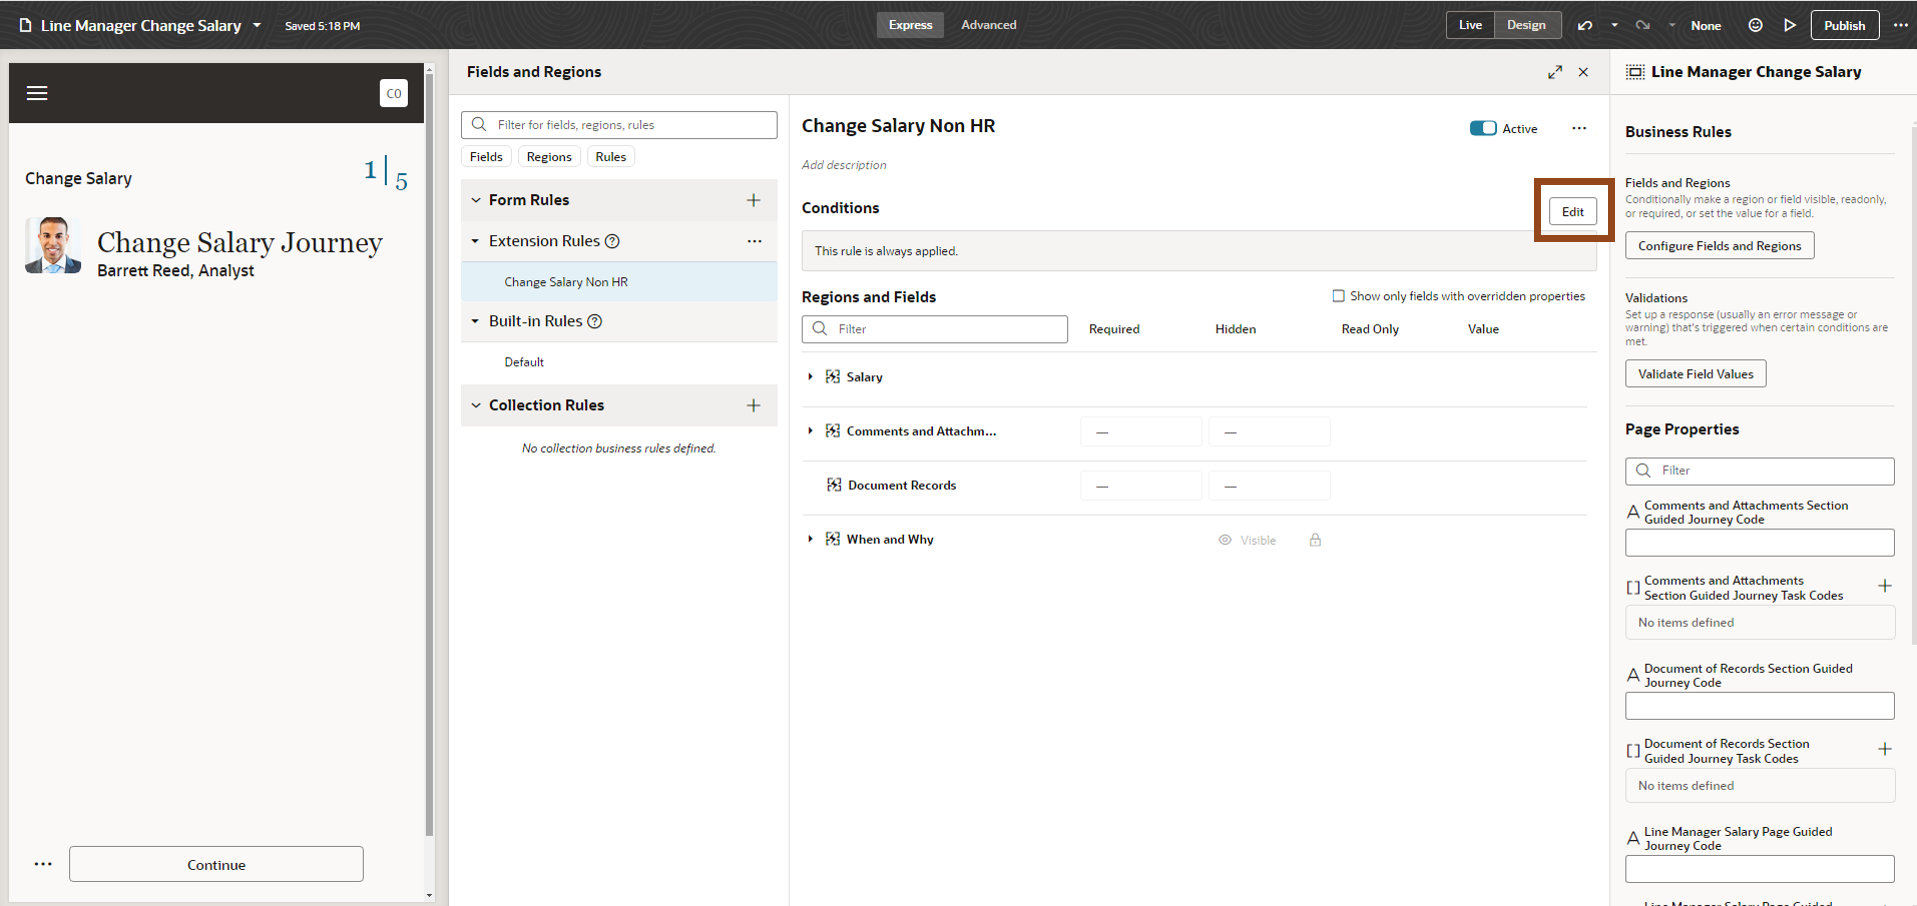 Line Manager Change Salary
Saved 5:18 PM
Express
Advanced
Live
Design
None
Publish
CO
Change Salary
1 | 5
Change Salary Journey
Barrett Reed, Analyst
Continue
Fields and Regions
Filter for fields, regions, rules
Fields
Regions
Rules
Form Rules
Extension Rules
Change Salary Non HR
Built-in Rules
Default
Collection Rules
No collection business rules defined.
Change Salary Non HR
Active
Add description
Conditions
Edit
This rule is always applied.
Regions and Fields
Show only fields with overridden properties
Filter
Required
Hidden
Read Only
Value
Salary
Comments and Attachm...
—
—
Document Records
—
—
When and Why
Visible
Line Manager Change Salary
Business Rules
Fields and Regions
Conditionally make a region or field visible, readonly,
or required, or set the value for a field.
Configure Fields and Regions
Validations
Set up a response (usually an error message or
warning) that's triggered when certain conditions are
met.
Validate Field Values
Page Properties
Filter
Comments and Attachments Section
Guided Journey Code
Comments and Attachments
Section Guided Journey Task Codes
No items defined
Document of Records Section Guided
Journey Code
Document of Records Section
Guided Journey Task Codes
No items defined
Line Manager Salary Page Guided
Journey Code
Line Manager Salary Page Guided